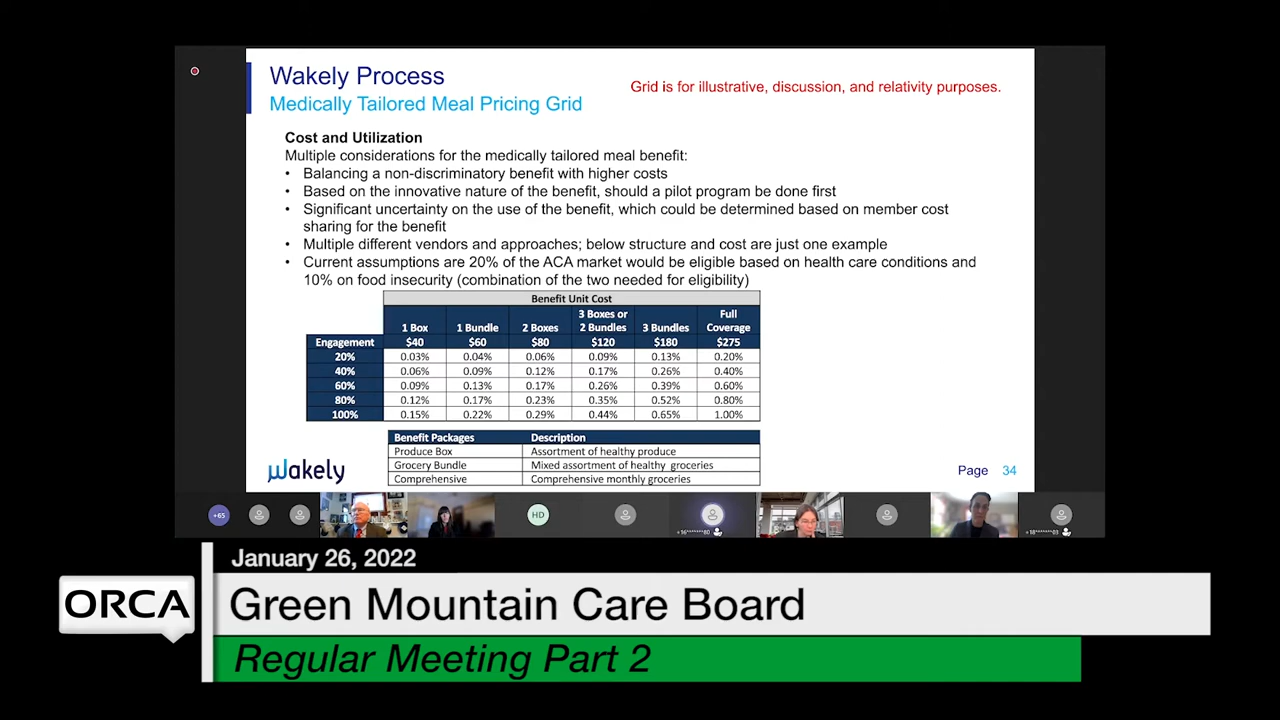 Wakely Process
Medically Tailored Meal Pricing Grid
Grid is for illustrative, discussion, and relativity purposes.
Cost and Utilization
Multiple considerations for the medically tailored meal benefit:
• Balancing a non-discriminatory benefit with higher costs
• Based on the innovative nature of the benefit, should a pilot program be done first
• Significant uncertainty on the use of the benefit, which could be determined based on member cost
sharing for the benefit
• Multiple different vendors and approaches; below structure and cost are just one example
• Current assumptions are 20% of the ACA market would be eligible based on health care conditions and
10% on food insecurity (combination of the two needed for eligibility)
Benefit Unit Cost
3 Boxes or Full
1 Box 1 Bundle 2 Boxes 2 Bundles 3 Bundles Coverage
Engagement $40 $60 $80 $120 $180 $275
20% 0.03% 0.04% 0.06% 0.09% 0.13% 0.20%
40% 0.06% 0.09% 0.12% 0.17% 0.26% 0.40%
60% 0.09% 0.13% 0.17% 0.26% 0.39% 0.60%
80% 0.12% 0.17% 0.23% 0.35% 0.52% 0.80%
100% 0.15% 0.22% 0.29% 0.44% 0.65% 1.00%
Benefit Packages Description
Produce Box Assortment of healthy produce
Grocery Bundle Mixed assortment of healthy groceries
Comprehensive Comprehensive monthly groceries
wakely
Page 34
+65
HD
January 26, 2022
ORCA
Green Mountain Care Board
Regular Meeting Part 2